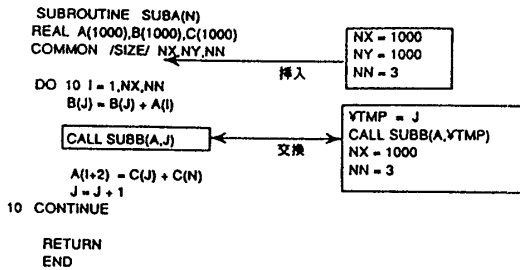 SUBROUTINE SUBA(N)
REAL A(1000),B(1000),C(1000)
COMMON /SIZE/ NX,NY,NN
DO 10 I = 1,NX,NN
B(J) = B(J) + A(I)
CALL SUBB(A,J)
A(I+2) = C(J) + C(N)
J = J + 1
10 CONTINUE
RETURN
END
挿入
NX = 1000
NY = 1000
NN = 3
交換
¥TMP = J
CALL SUBB(A,¥TMP)
NX = 1000
NN = 3